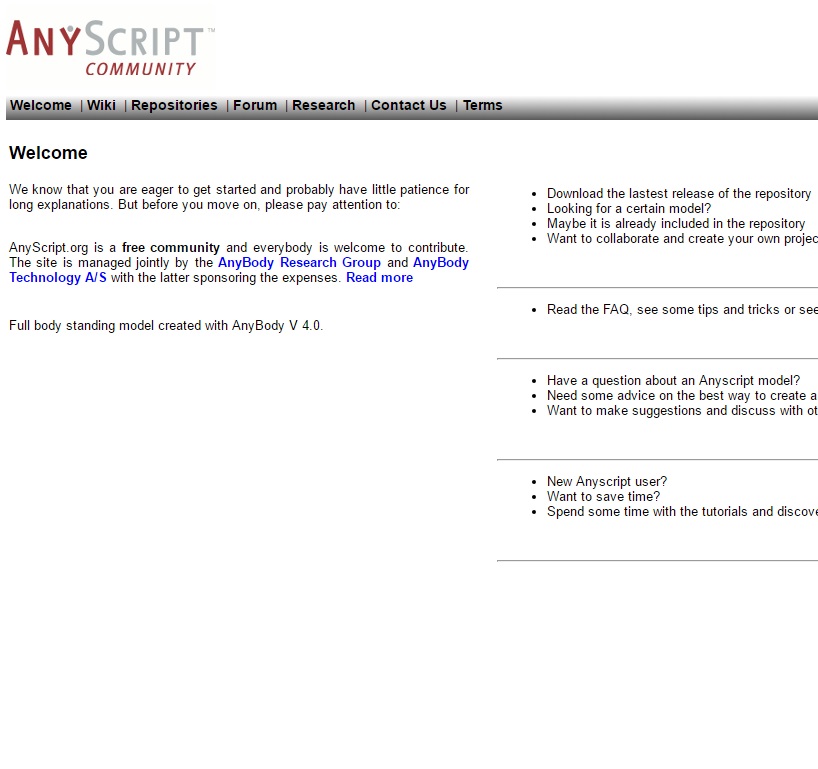 ANYSCRIPT™
COMMUNITY
Welcome | Wiki | Repositories | Forum | Research | Contact Us | Terms
Welcome
We know that you are eager to get started and probably have little patience for
long explanations. But before you move on, please pay attention to:
AnyScript.org is a free community and everybody is welcome to contribute.
The site is managed jointly by the AnyBody Research Group and AnyBody
Technology A/S with the latter sponsoring the expenses. Read more
Full body standing model created with AnyBody V 4.0.
• Download the lastest release of the repository
• Looking for a certain model?
• Maybe it is already included in the repository
• Want to collaborate and create your own projec
• Read the FAQ, see some tips and tricks or see
• Have a question about an Anyscript model?
• Need some advice on the best way to create a
• Want to make suggestions and discuss with ot
• New Anyscript user?
• Want to save time?
• Spend some time with the tutorials and discove